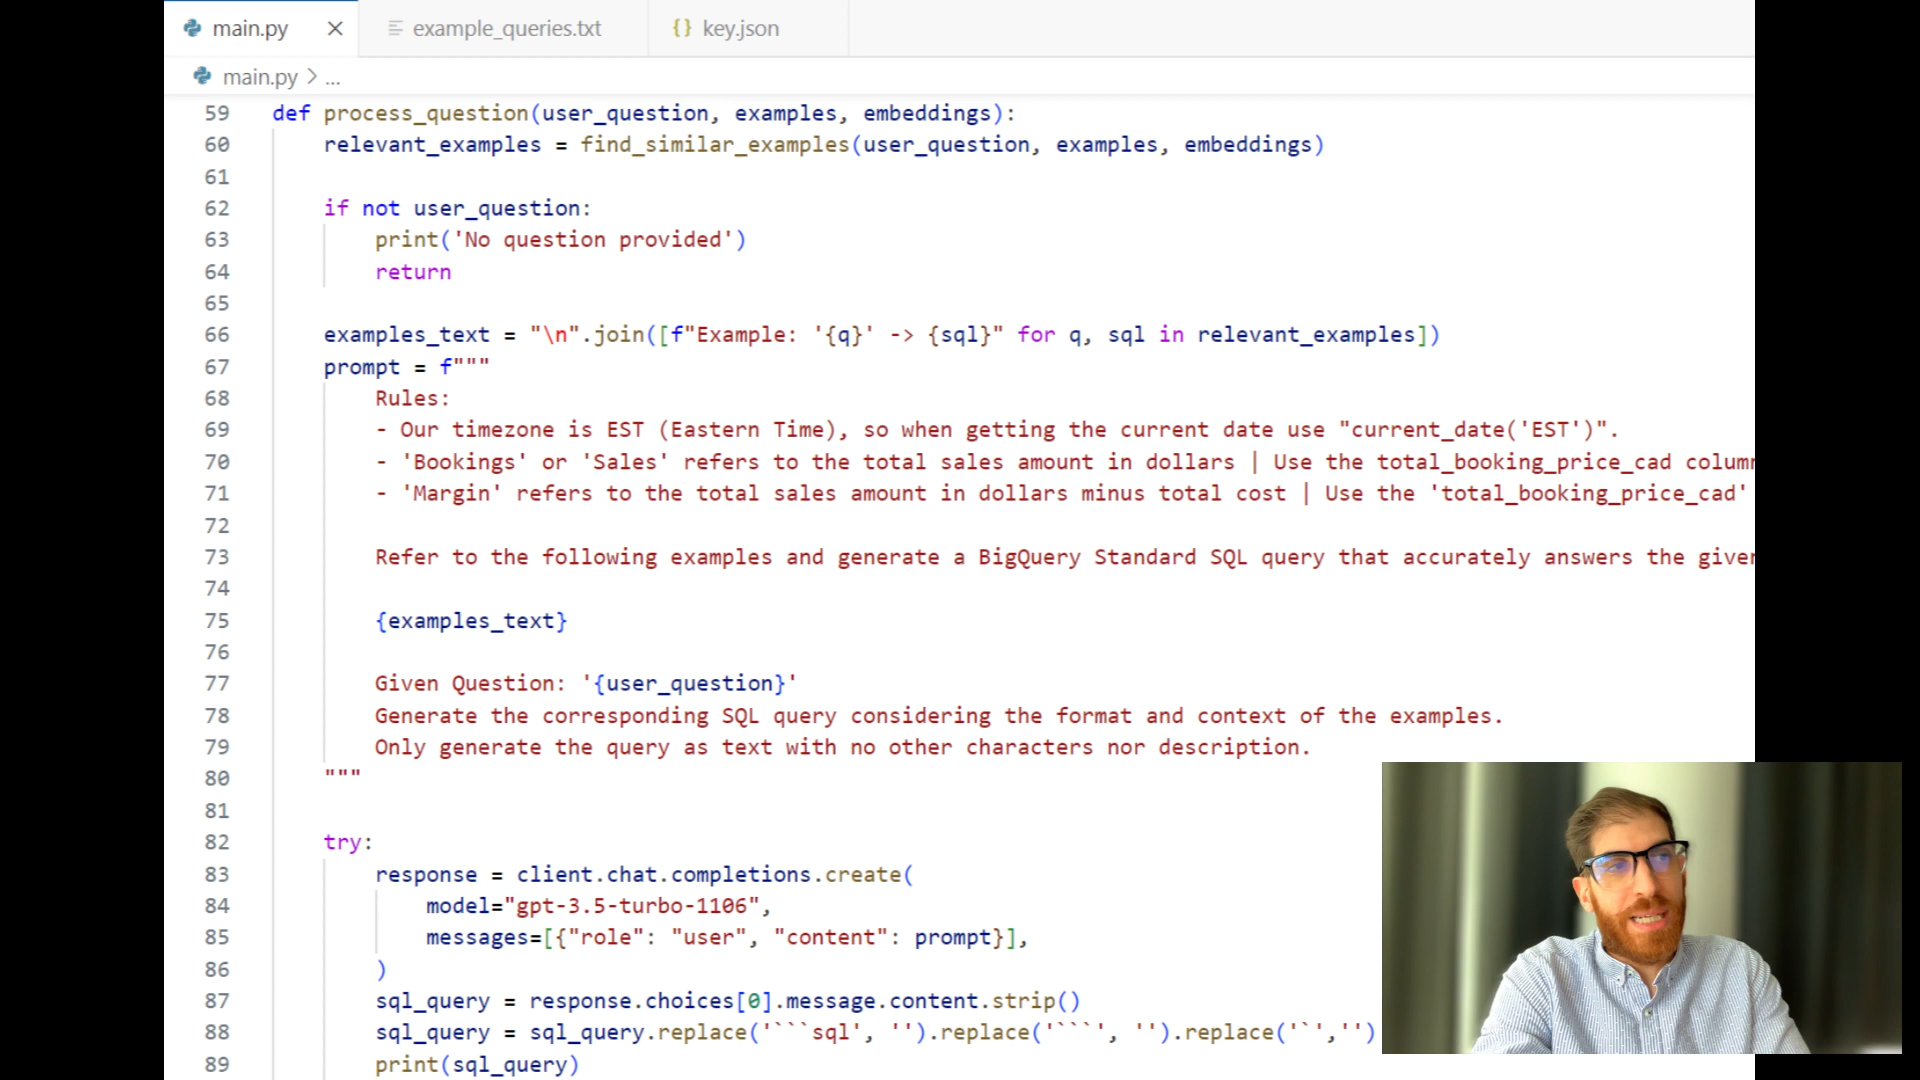 main.py
example_queries.txt
{} key.json
main.py > ...
59 def process_question(user_question, examples, embeddings):
60 relevant_examples = find_similar_examples(user_question, examples, embeddings)
61
62 if not user_question:
63 print('No question provided')
64 return
65
66 examples_text = "\n".join([f"Example: '{q}' -> {sql}" for q, sql in relevant_examples])
67 prompt = f"""
68 Rules:
69 - Our timezone is EST (Eastern Time), so when getting the current date use "current_date('EST')".
70 - 'Bookings' or 'Sales' refers to the total sales amount in dollars | Use the total_booking_price_cad colum
71 - 'Margin' refers to the total sales amount in dollars minus total cost | Use the 'total_booking_price_cad'
72
73 Refer to the following examples and generate a BigQuery Standard SQL query that accurately answers the give
74
75 {examples_text}
76
77 Given Question: '{user_question}'
78 Generate the corresponding SQL query considering the format and context of the examples.
79 Only generate the query as text with no other characters nor description.
80 """
81
82 try:
83 response = client.chat.completions.create(
84 model="gpt-3.5-turbo-1106",
85 messages=[{"role": "user", "content": prompt}],
86 )
87 sql_query = response.choices[0].message.content.strip()
88 sql_query = sql_query.replace('```sql', '').replace('```', '').replace('`','')
89 print(sql_query)